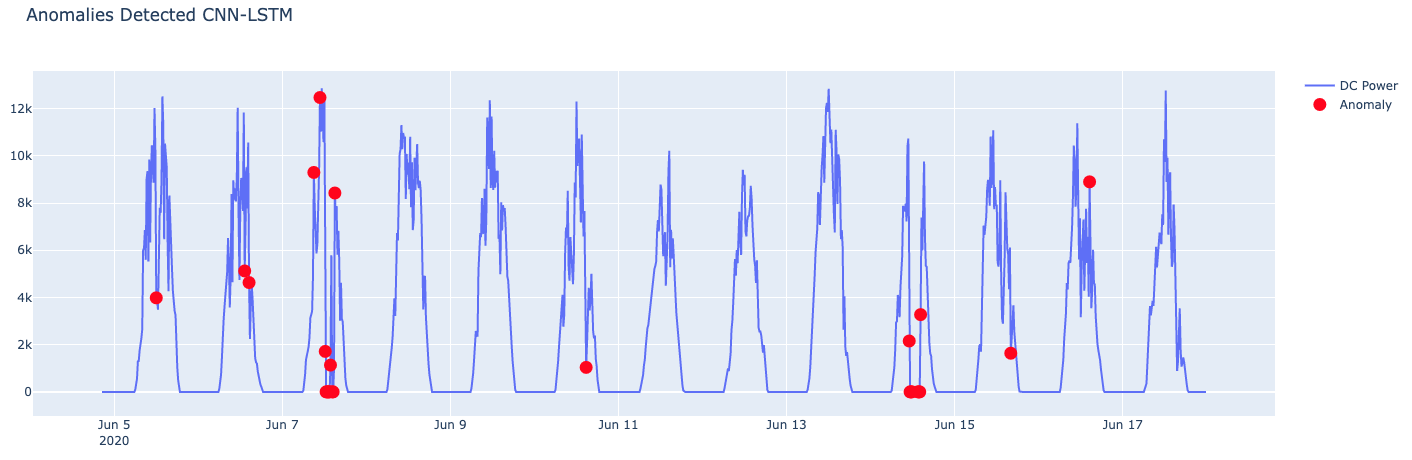 Anomalies Detected CNN-LSTM
DC Power
Anomaly
12k
10k
8k
6k
4k
2k
0
Jun 5
2020
Jun 7
Jun 9
Jun 11
Jun 13
Jun 15
Jun 17